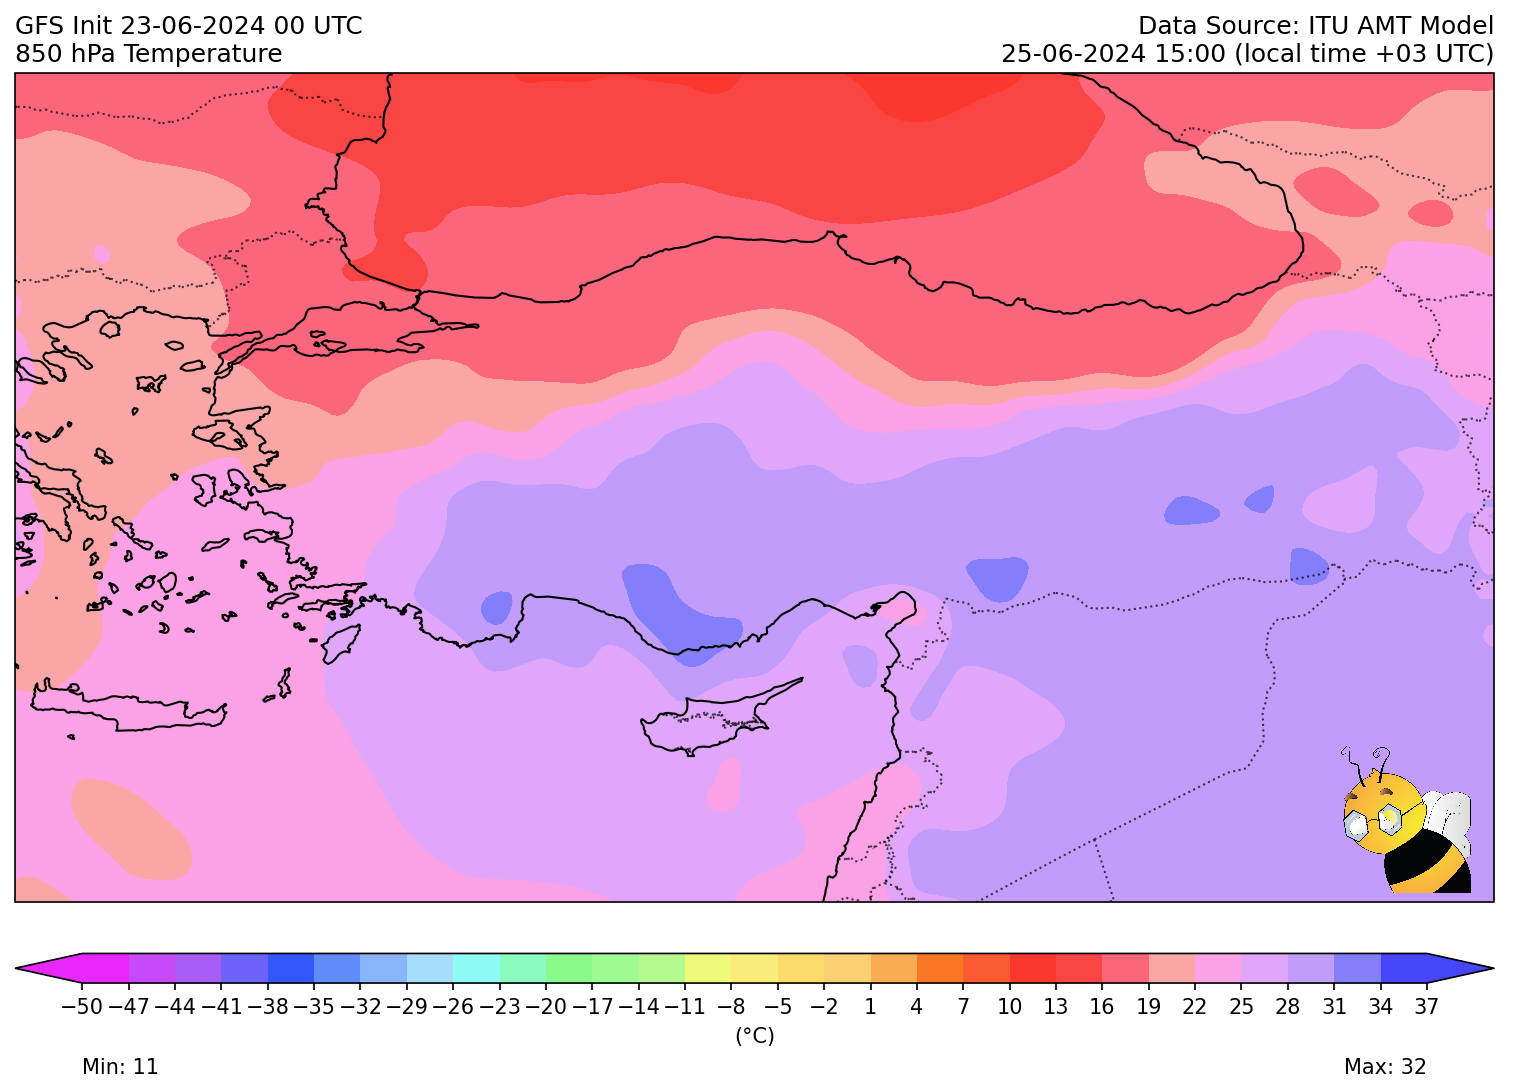 GFS Init 23-06-2024 00 UTC
850 hPa Temperature
Data Source: ITU AMT Model
25-06-2024 15:00 (local time +03 UTC)
−50 −47 −44 −41 −38 −35 −32 −29 −26 −23 −20 −17 −14 −11 −8 −5 −2 1 4 7 10 13 16 19 22 25 28 31 34 37
(°C)
Min: 11
Max: 32